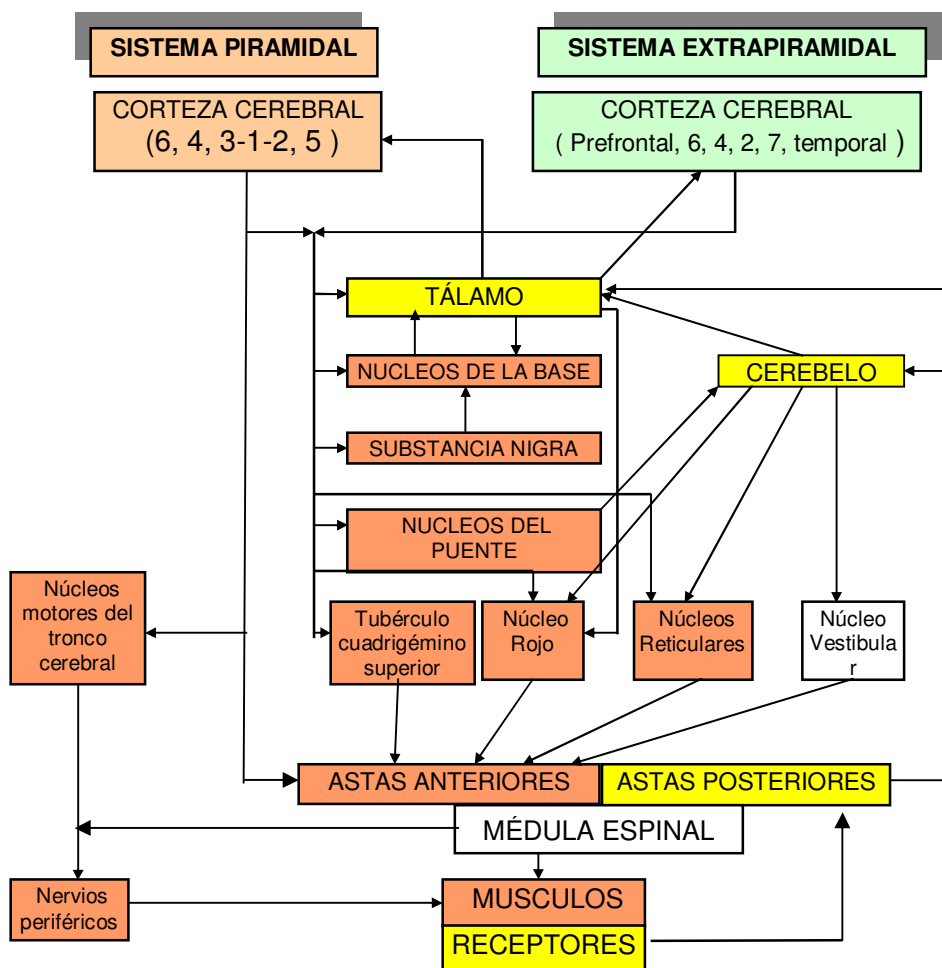 SISTEMA PIRAMIDAL
SISTEMA EXTRAPIRAMIDAL
CORTEZA CEREBRAL
(6, 4, 3-1-2, 5 )
CORTEZA CEREBRAL
( Prefrontal, 6, 4, 2, 7, temporal )
TÁLAMO
NUCLEOS DE LA BASE
CEREBELO
SUBSTANCIA NIGRA
NUCLEOS DEL
PUENTE
Núcleos
motores del
tronco
cerebral
Tubérculo
cuadrigémino
superior
Núcleo
Rojo
Núcleos
Reticulares
Núcleo
Vestibula
r
ASTAS ANTERIORES
ASTAS POSTERIORES
MÉDULA ESPINAL
Nervios
periféricos
MUSCULOS
RECEPTORES